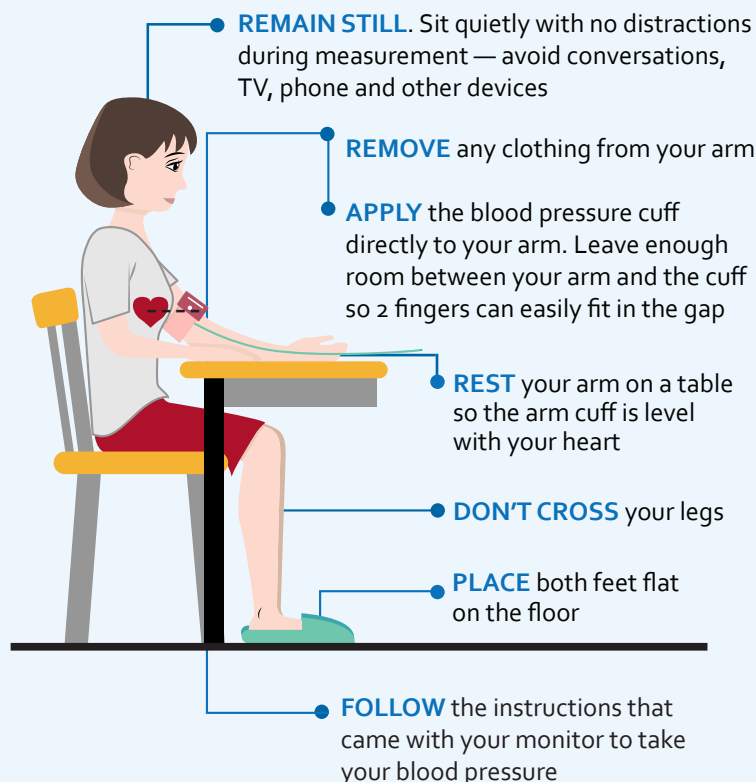 REMAIN STILL. Sit quietly with no distractions
during measurement — avoid conversations,
TV, phone and other devices
REMOVE any clothing from your arm
APPLY the blood pressure cuff
directly to your arm. Leave enough
room between your arm and the cuff
so 2 fingers can easily fit in the gap
REST your arm on a table
so the arm cuff is level
with your heart
DON'T CROSS your legs
PLACE both feet flat
on the floor
FOLLOW the instructions that
came with your monitor to take
your blood pressure